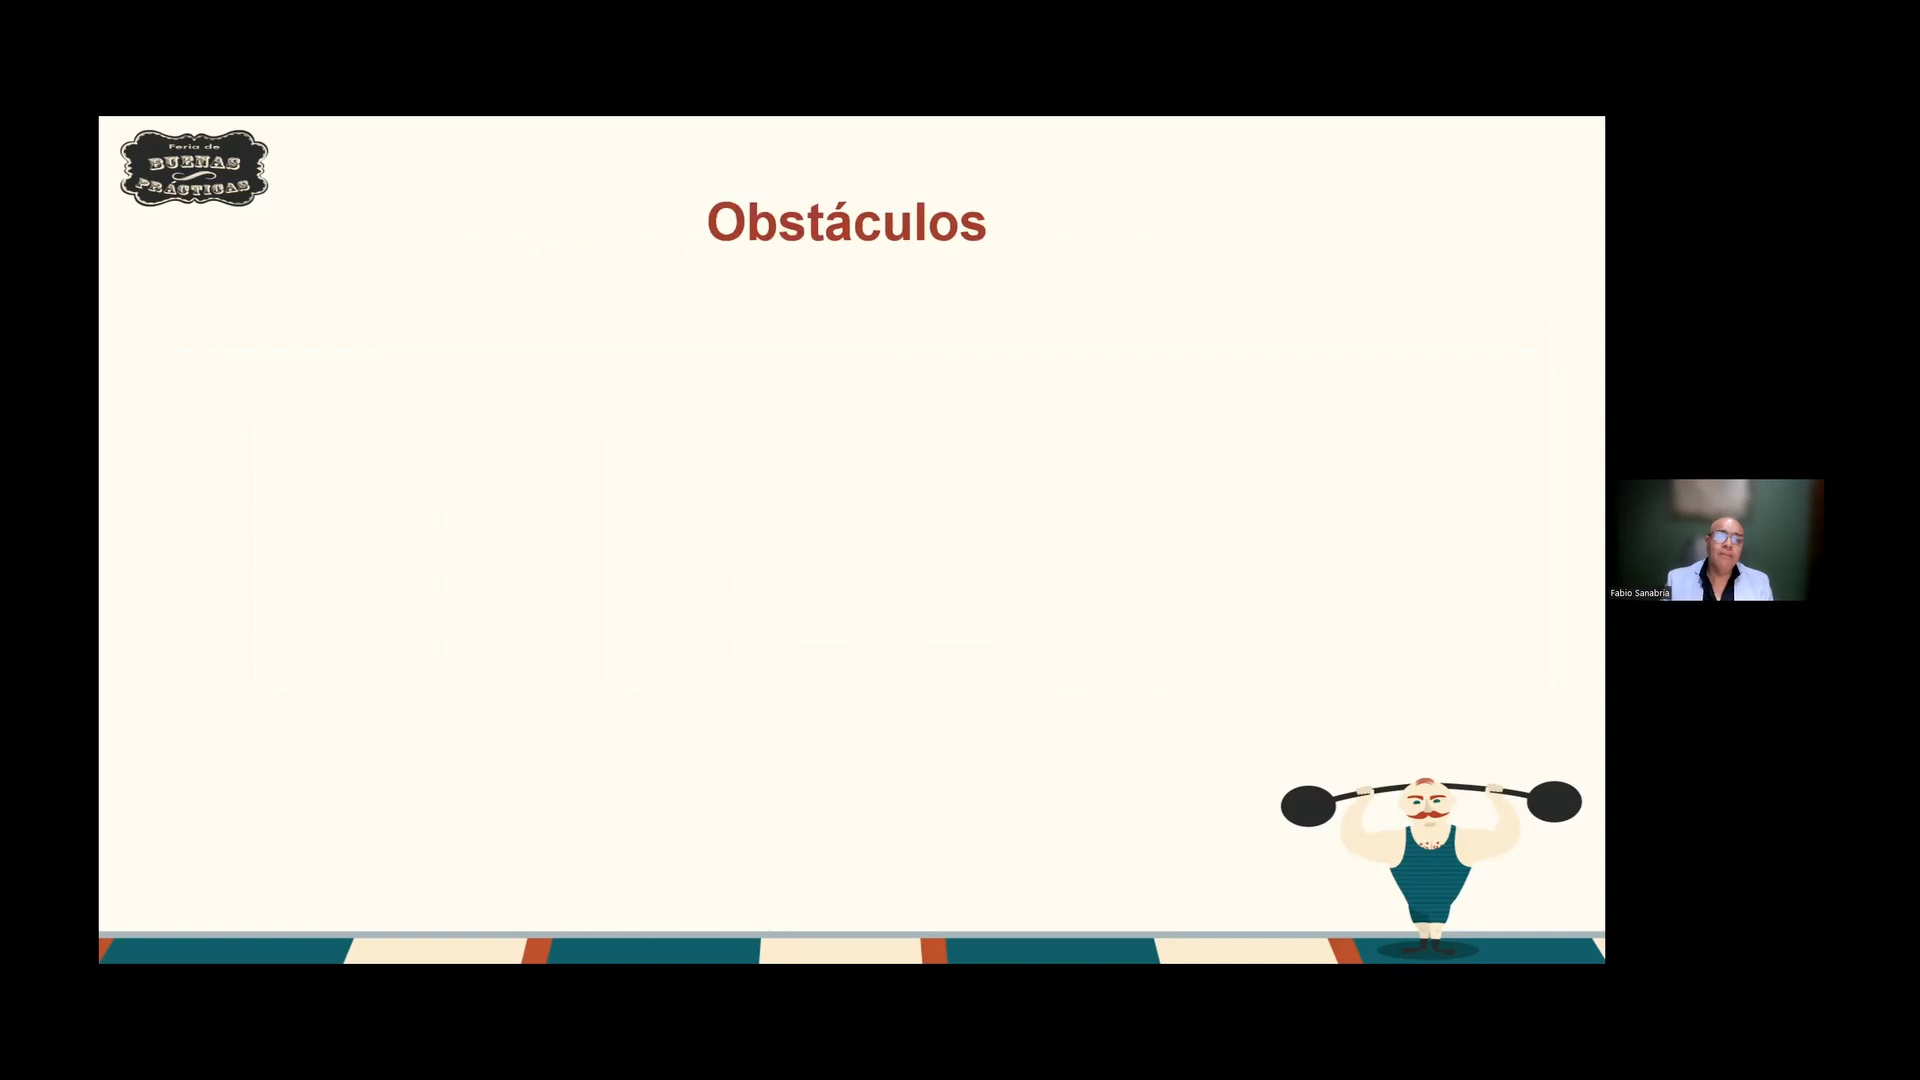 Feria de
BUENAS
PRÁCTICAS
Obstáculos
Fabio Sanabria